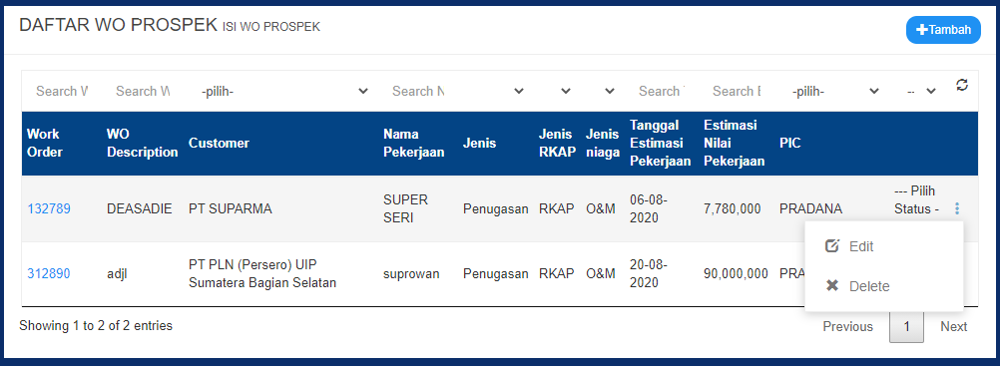 DAFTAR WO PROSPEK ISI WO PROSPEK
Tambah
Search W Search W -pilih- Search N Search Search E -pilih- --
Work Order WO Description Customer Nama Pekerjaan Jenis Jenis RKAP Jenis niaga Tanggal Estimasi Pekerjaan Estimasi Nilai Pekerjaan PIC
132789 DEASADIE PT SUPARMA SUPER SERI Penugasan RKAP O&M 06-08-2020 7,780,000 PRADANA --- Pilih Status -
Edit
Delete
312890 adjl PT PLN (Persero) UIP Sumatera Bagian Selatan suprowan Penugasan RKAP O&M 20-08-2020 90,000,000 PRA
Showing 1 to 2 of 2 entries
Previous 1 Next